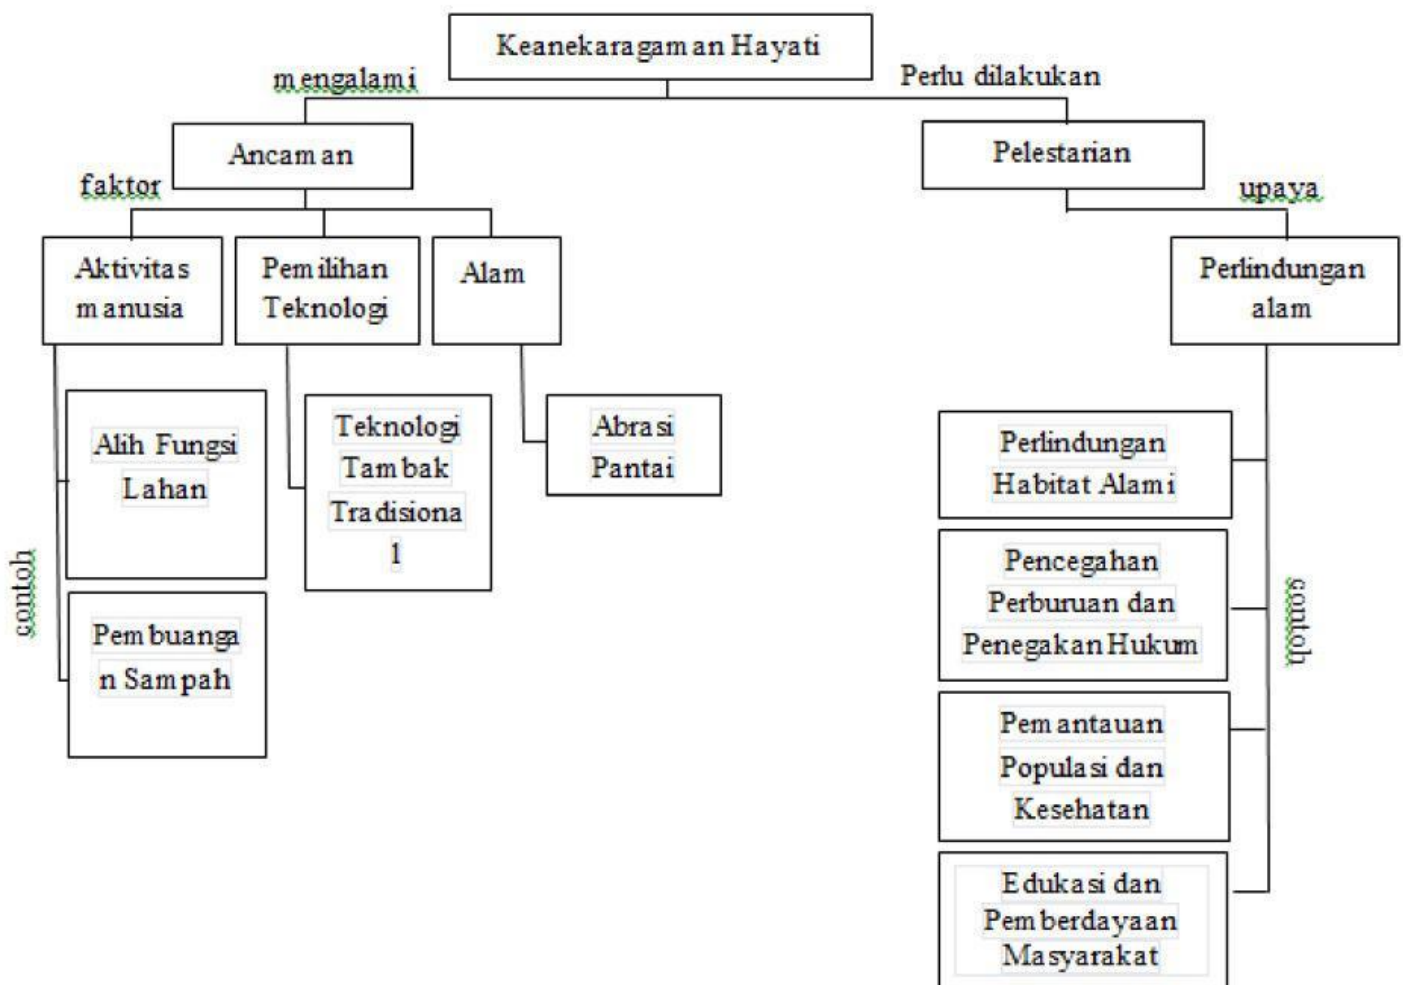 Keanekaragaman Hayati
mengalami
Perlu dilakukan
Ancaman
Pelestarian
faktor
upaya
Aktivitas
manusia
Pemilihan
Teknologi
Alam
Perlindungan
alam
contoh
Alih Fungsi
Lahan
Pembuanga
n Sampah
Teknologi
Tambak
Tradisiona
l
Abrasi
Pantai
contoh
Perlindungan
Habitat Alami
Pencegahan
Perburuan dan
Penegakan Hukum
Pemantauan
Populasi dan
Kesehatan
Edukasi dan
Pemberdayaan
Masyarakat